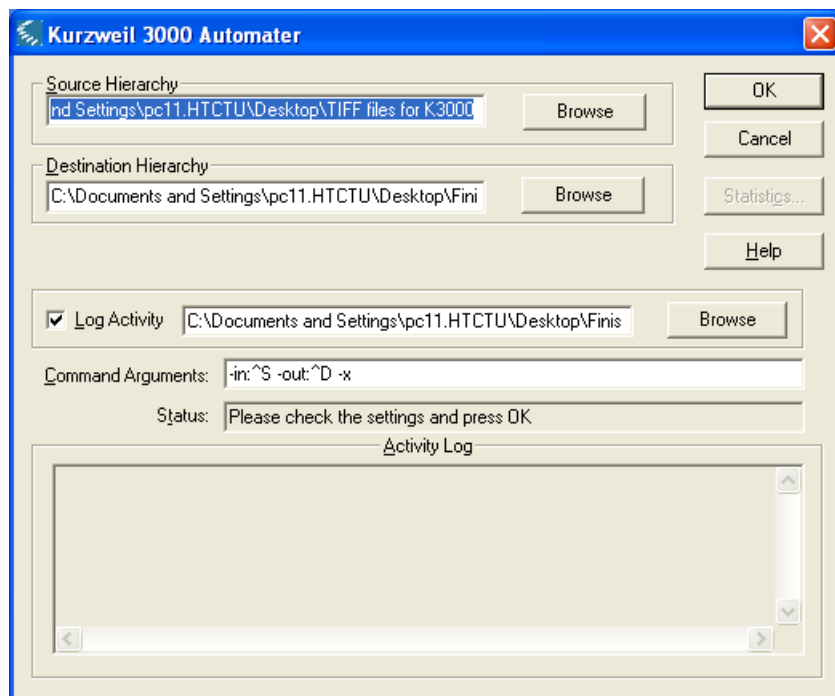 Kurzweil 3000 Automater
Source Hierarchy
nd Settings\pc11.HTCTU\Desktop\TIFF files for K3000
Browse
OK
Cancel
Destination Hierarchy
C:\Documents and Settings\pc11.HTCTU\Desktop\Fini
Browse
Statistics...
Help
Log Activity
C:\Documents and Settings\pc11.HTCTU\Desktop\Finis
Browse
Command Arguments:
-in:^S -out:^D -x
Status:
Please check the settings and press OK
Activity Log